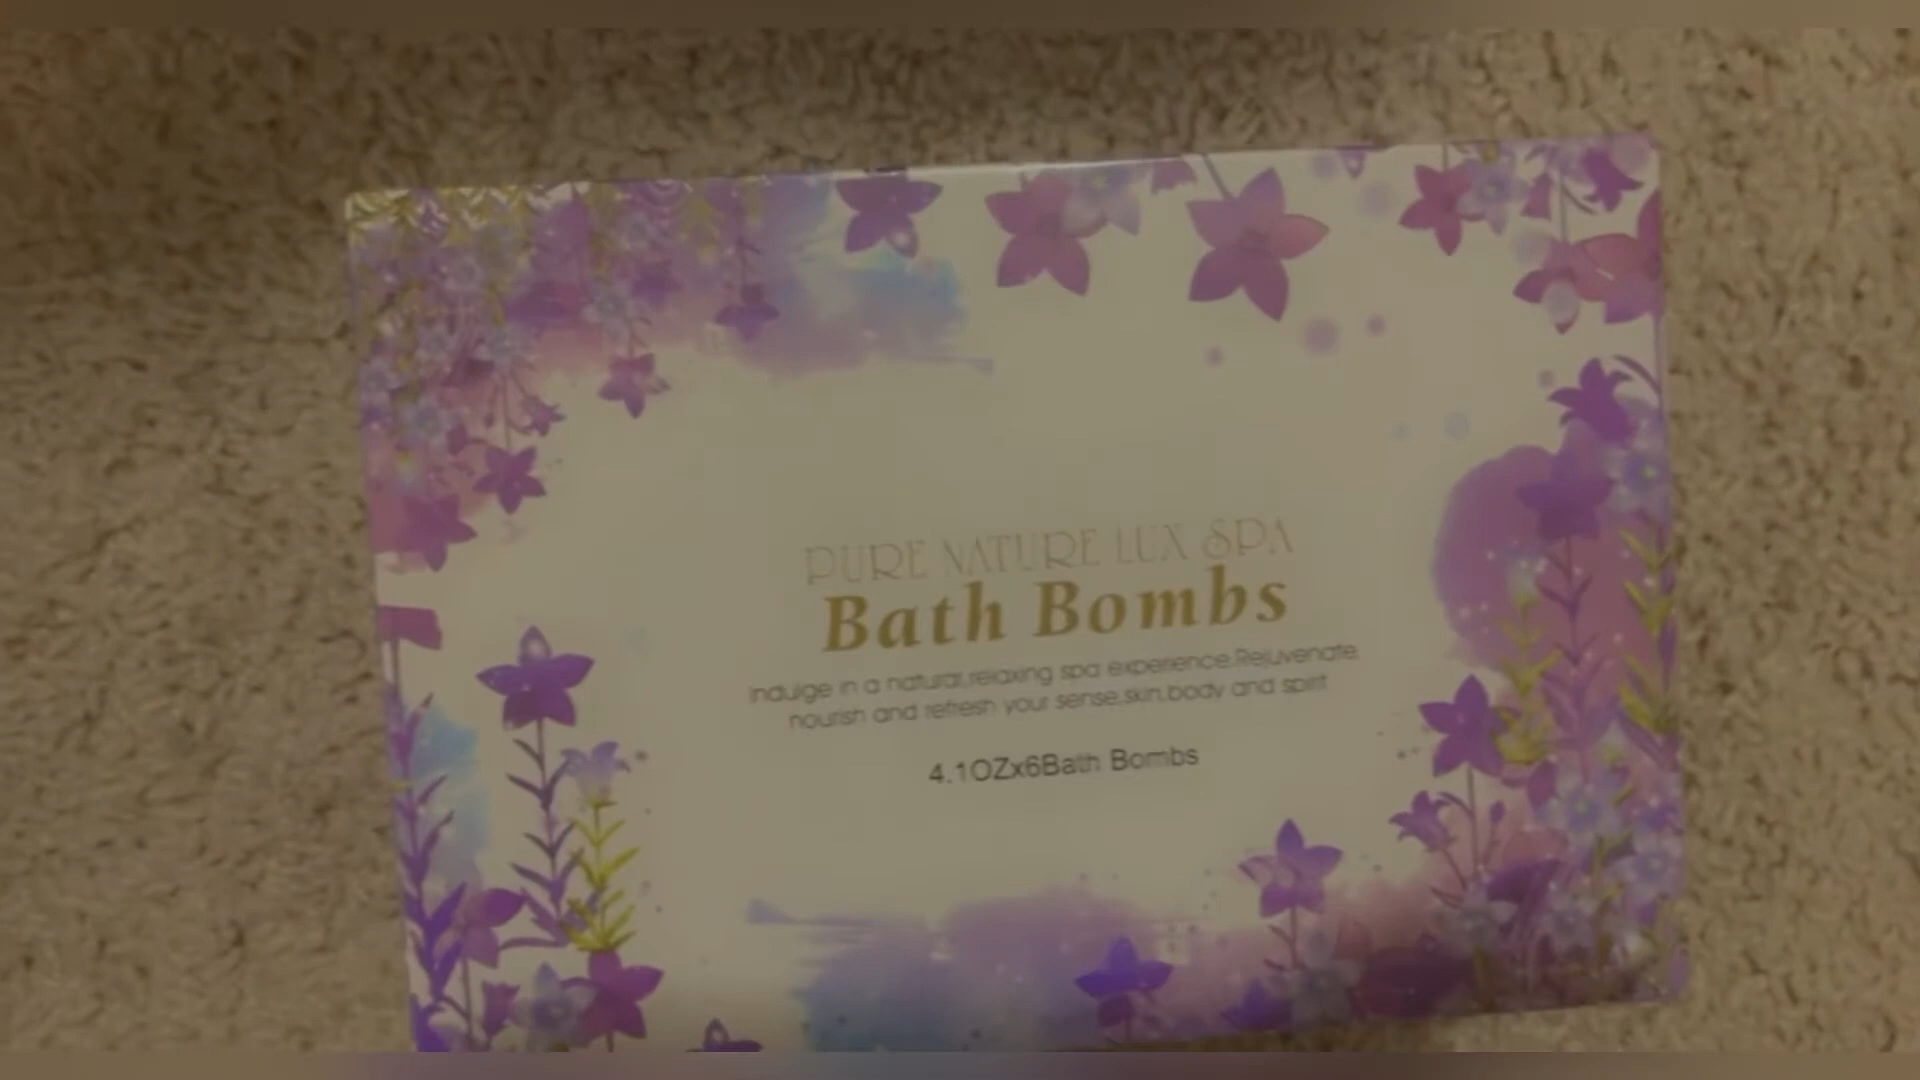 PURE NATURE LUX SPA
Bath Bombs
Indulge in a natural,relaxing spa experience.Rejuvenate,
nourish and refresh your sense,skin,body and spirit
4.1OZx6Bath Bombs